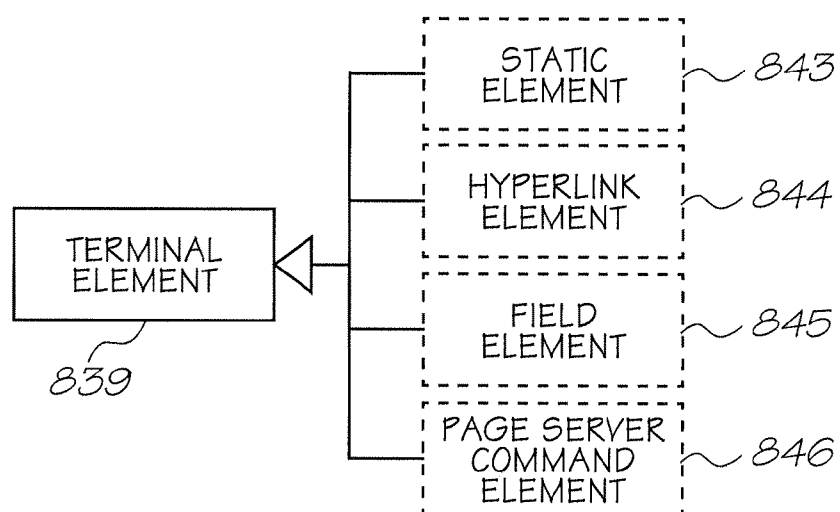 STATIC
ELEMENT
843
HYPERLINK
ELEMENT
844
TERMINAL
ELEMENT
839
FIELD
ELEMENT
845
PAGE SERVER
COMMAND
ELEMENT
846